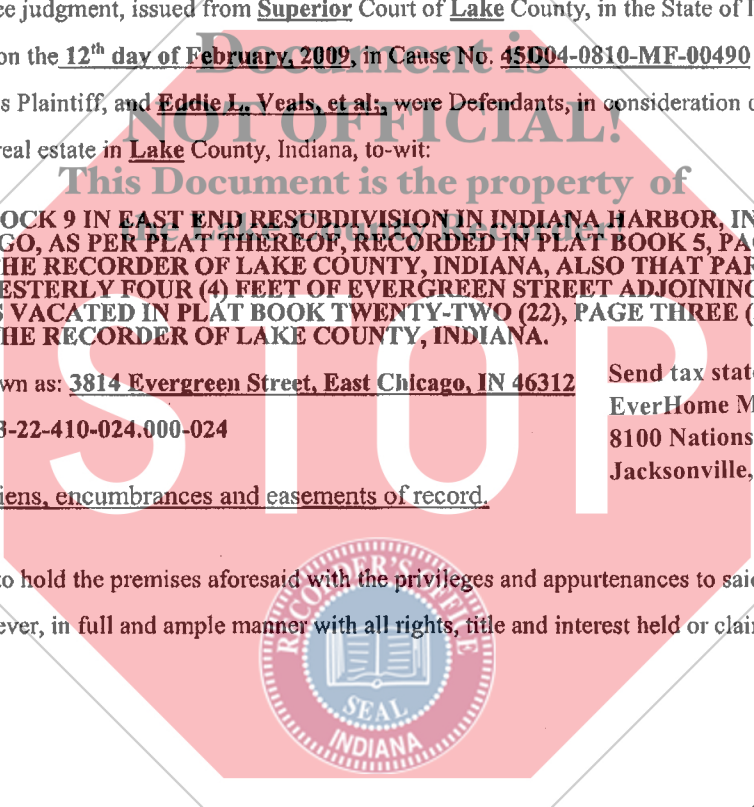 ce judgment, issued from Superior Court of Lake County, in the State of I
on the 12th day of February, 2009, in Cause No. 45D04-0810-MF-00490
Document is
s Plaintiff, and Eddie L. Veals, et al:, were Defendants, in consideration
NOT OFFICIAL!
real estate in Lake County, Indiana, to-wit:
This Document is the property of
the Lake County Recorder!
OCK 9 IN EAST END RESUBDIVISION IN INDIANA HARBOR, IN
GO, AS PER PLAT THEREOF, RECORDED IN PLAT BOOK 5, PA
HE RECORDER OF LAKE COUNTY, INDIANA, ALSO THAT PAR
ESTERLY FOUR (4) FEET OF EVERGREEN STREET ADJOINING
S VACATED IN PLAT BOOK TWENTY-TWO (22), PAGE THREE (
HE RECORDER OF LAKE COUNTY, INDIANA.
wn as: 3814 Evergreen Street, East Chicago, IN 46312
3-22-410-024.000-024
Send tax state
EverHome M
8100 Nations
Jacksonville,
STOP
iens, encumbrances and easements of record.
to hold the premises aforesaid with the privileges and appurtenances to said
ever, in full and ample manner with all rights, title and interest held or clai
RECORDER'S OFFICE
SEAL
INDIANA